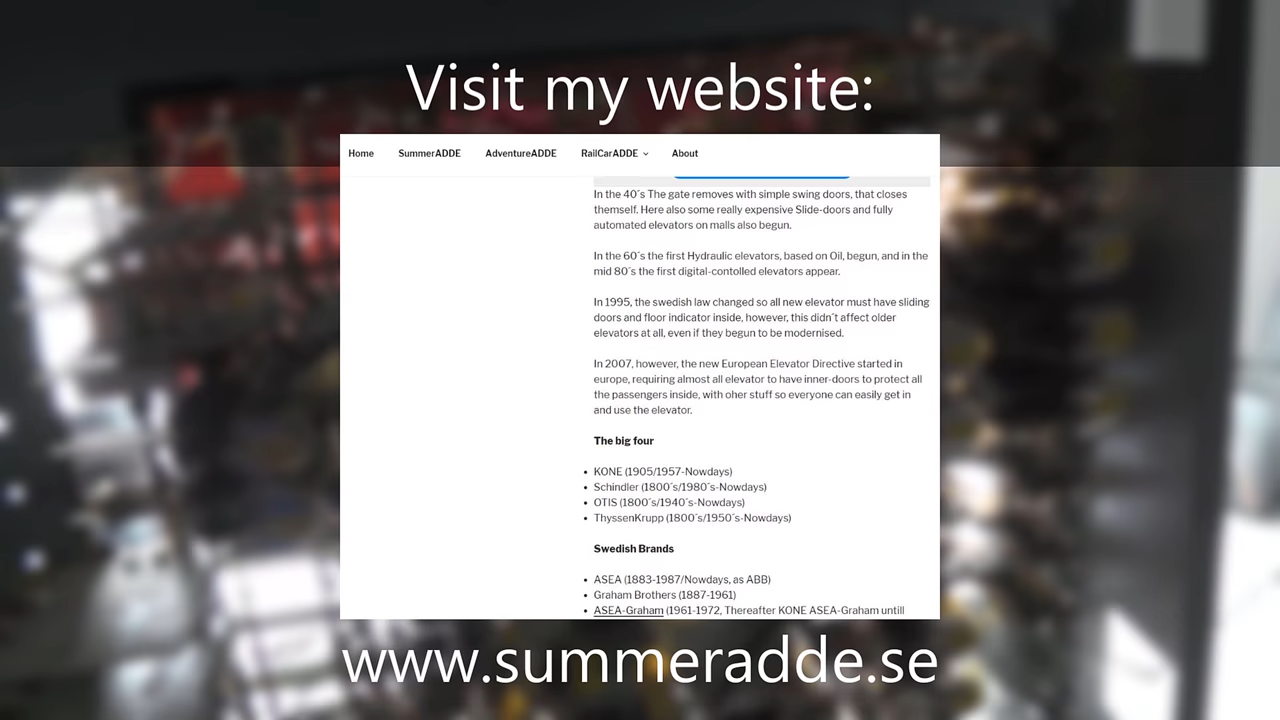 Visit my website:
Home SummerADDE AdventureADDE RailCarADDE About
In the 40´s The gate removes with simple swing doors, that closes
themself. Here also some really expensive Slide-doors and fully
automated elevators on malls also begun.
In the 60´s the first Hydraulic elevators, based on Oil, begun, and in the
mid 80´s the first digital-contolled elevators appear.
In 1995, the swedish law changed so all new elevator must have sliding
doors and floor indicator inside, however, this didn´t affect older
elevators at all, even if they begun to be modernised.
In 2007, however, the new European Elevator Directive started in
europe, requiring almost all elevator to have inner-doors to protect all
the passengers inside, with oher stuff so everyone can easily get in
and use the elevator.
The big four
• KONE (1905/1957-Nowdays)
• Schindler (1800´s/1980´s-Nowdays)
• OTIS (1800´s/1940´s-Nowdays)
• ThyssenKrupp (1800´s/1950´s-Nowdays)
Swedish Brands
• ASEA (1883-1987/Nowdays, as ABB)
• Graham Brothers (1887-1961)
• ASEA-Graham (1961-1972, Thereafter KONE ASEA-Graham untill
www.summeradde.se